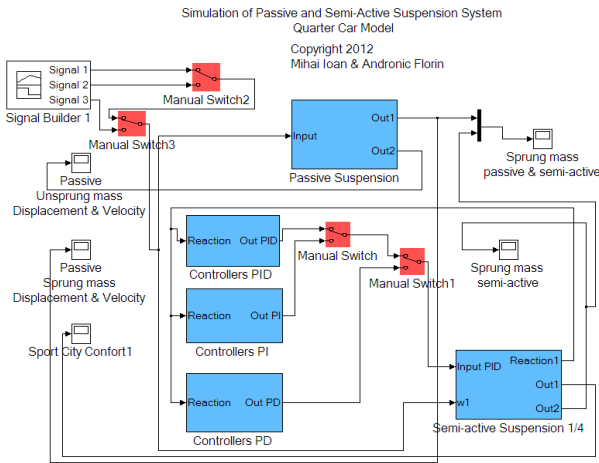 Simulation of Passive and Semi-Active Suspension System
Quarter Car Model
Copyright 2012
Mihai Ioan & Andronic Florin
Signal 1
Signal 2
Signal 3
Signal Builder 1
Manual Switch2
Manual Switch3
Input
Out1
Out2
Passive Suspension
Sprung mass
passive & semi-active
Passive
Unsprung mass
Displacement & Velocity
Reaction
Out PID
Controllers PID
Manual Switch
Manual Switch1
Sprung mass
semi-active
Passive
Sprung mass
Displacement & Velocity
Reaction
Out PI
Controllers PI
Sport City Confort1
Input PID
w1
Reaction1
Out1
Out2
Semi-active Suspension 1/4
Reaction
Out PD
Controllers PD